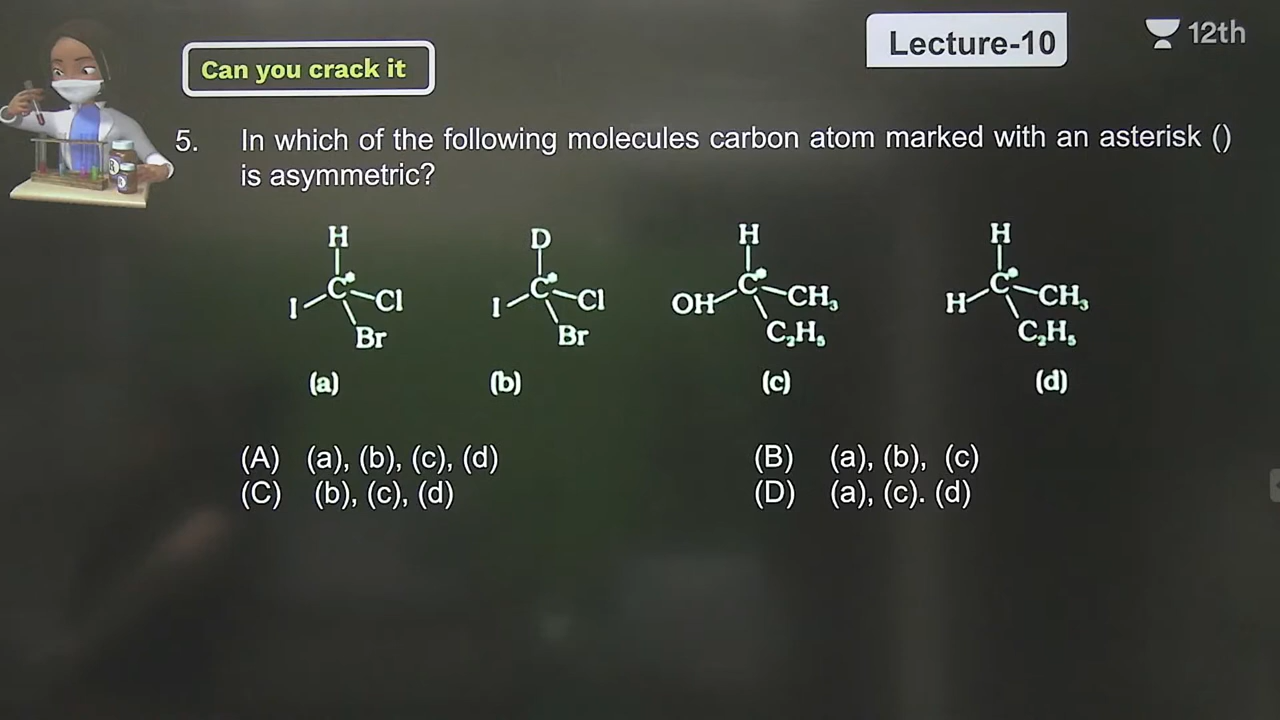 Can you crack it
Lecture-10
12th
5. In which of the following molecules carbon atom marked with an asterisk ()
is asymmetric?
H
I C* Cl
Br
(a)
D
I C* Cl
Br
(b)
H
OH C* CH₃
C₂H₅
(c)
H
H C* CH₃
C₂H₅
(d)
(A) (a), (b), (c), (d)
(B) (a), (b), (c)
(C) (b), (c), (d)
(D) (a), (c). (d)